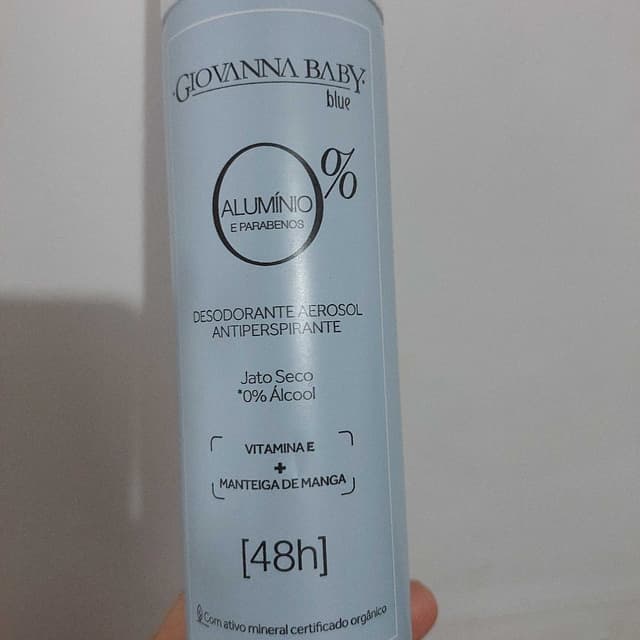 GIOVANNA BABY
blue
0%
ALUMÍNIO
E PARABENOS
DESODORANTE AEROSOL
ANTIPERSPIRANTE
Jato Seco
*0% Álcool
VITAMINA E
+
MANTEIGA DE MANGA
[48h]
Com ativo mineral certificado orgânico